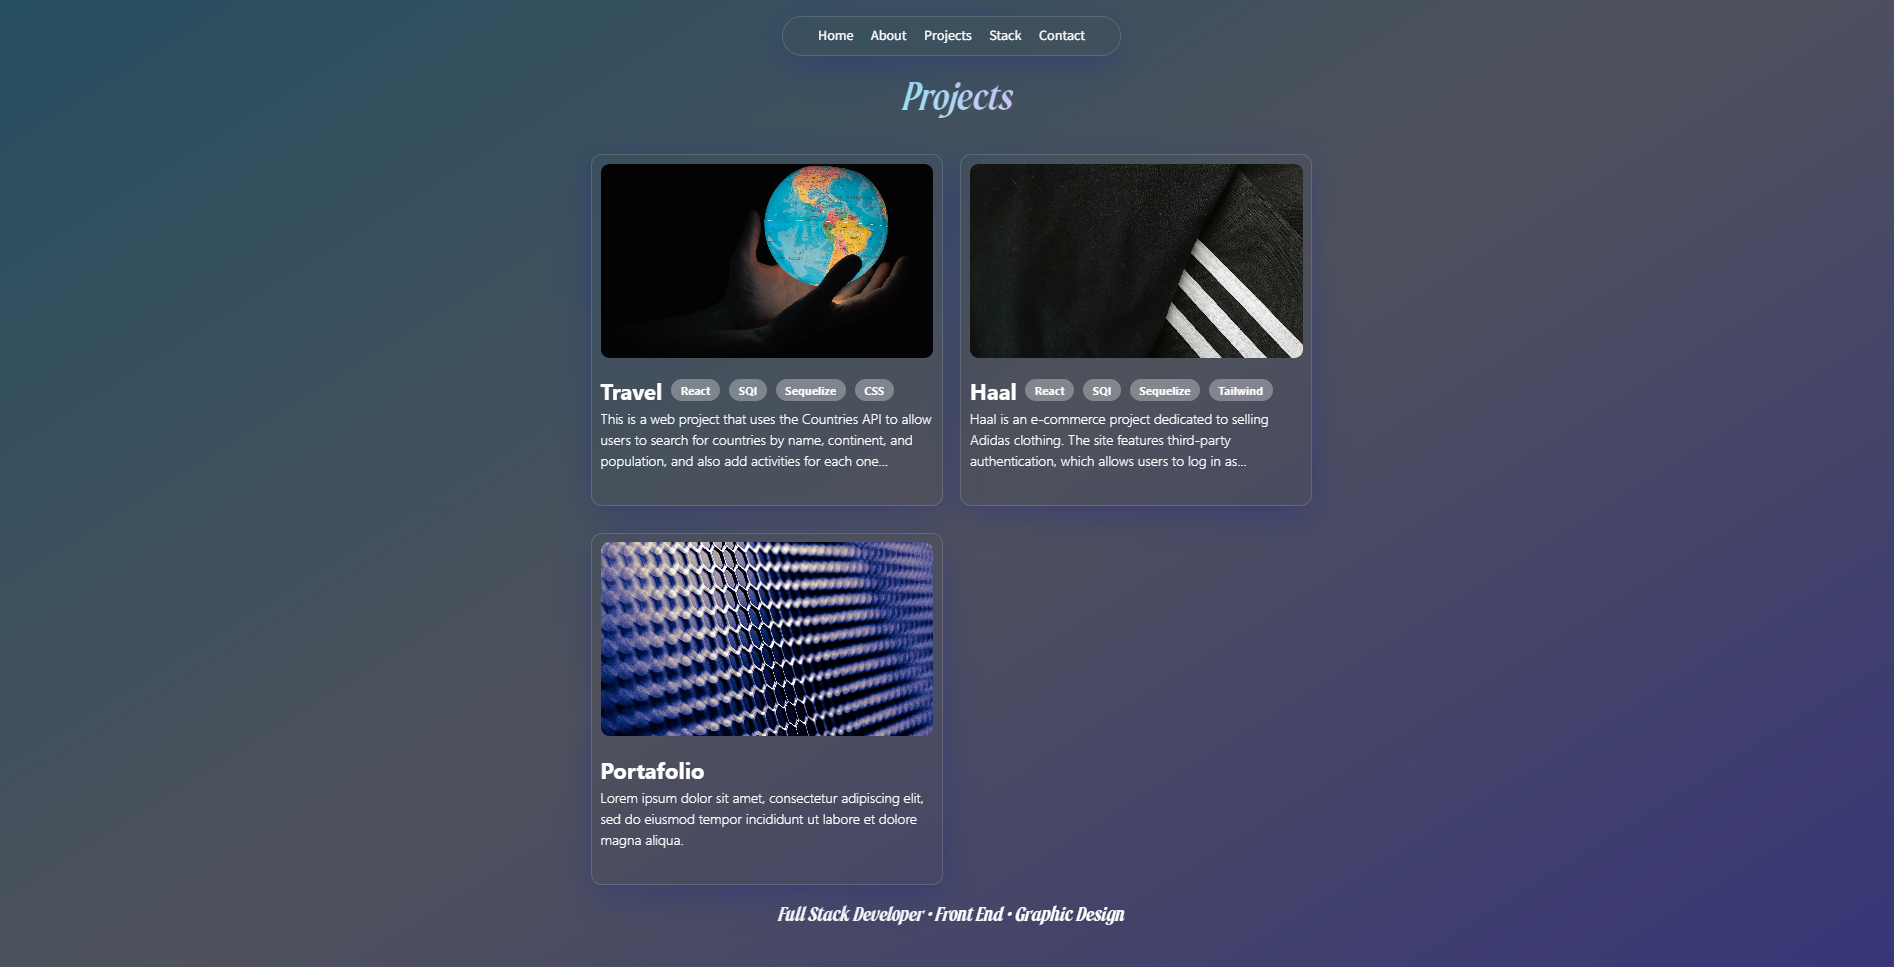 Home About Projects Stack Contact
Projects
Travel React SQl Sequelize CSS
This is a web project that uses the Countries API to allow
users to search for countries by name, continent, and
population, and also add activities for each one...
Haal React SQl Sequelize Tailwind
Haal is an e-commerce project dedicated to selling
Adidas clothing. The site features third-party
authentication, which allows users to log in as...
Portafolio
Lorem ipsum dolor sit amet, consectetur adipiscing elit,
sed do eiusmod tempor incididunt ut labore et dolore
magna aliqua.
Full Stack Developer • Front End • Graphic Design